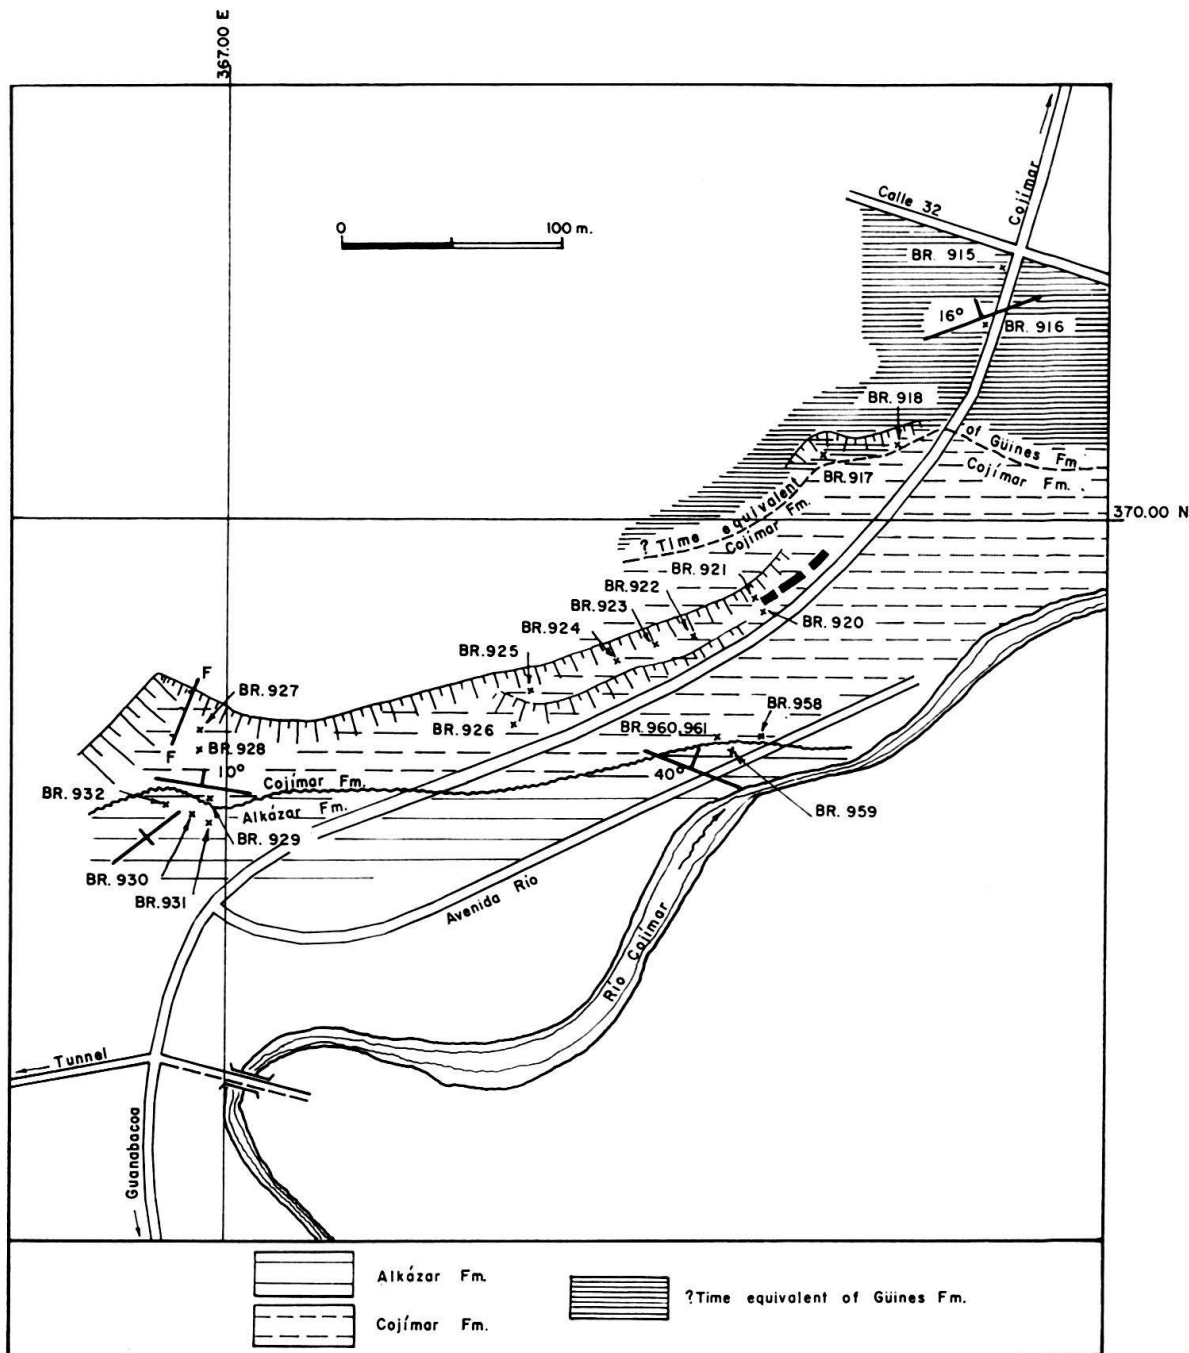 367.00 E
0 100 m.
Calle 32
Cojímar
BR. 915
16°
BR. 916
BR. 918
of Güines Fm
Cojímar Fm.
BR. 917
370.00 N
? Time equivalent
Cojímar Fm.
BR. 921
BR. 922
BR. 923
BR. 924
BR. 920
BR. 925
F
BR. 927
BR. 926
BR. 958
BR. 960, 961
F
BR. 928
10°
40°
BR. 932
Cojímar Fm.
Alkázar Fm.
BR. 959
BR. 929
BR. 930
BR. 931
Avenida Río
Río Cojímar
Tunnel
Guanabacoa
Alkázar Fm.
Cojímar Fm.
?Time equivalent of Güines Fm.